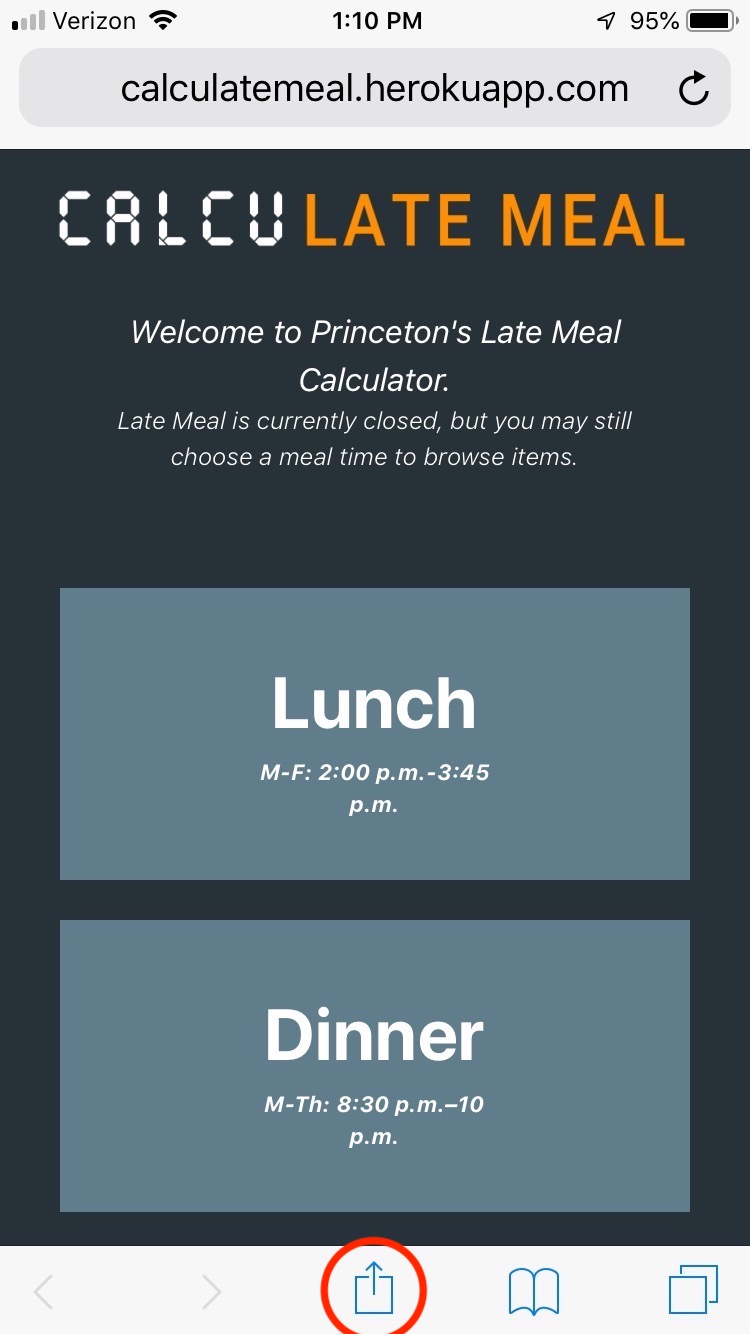 Verizon 1:10 PM 95%
calculatemeal.herokuapp.com
CALCULATE MEAL
Welcome to Princeton's Late Meal
Calculator.
Late Meal is currently closed, but you may still
choose a meal time to browse items.
Lunch
M-F: 2:00 p.m.-3:45
p.m.
Dinner
M-Th: 8:30 p.m.–10
p.m.